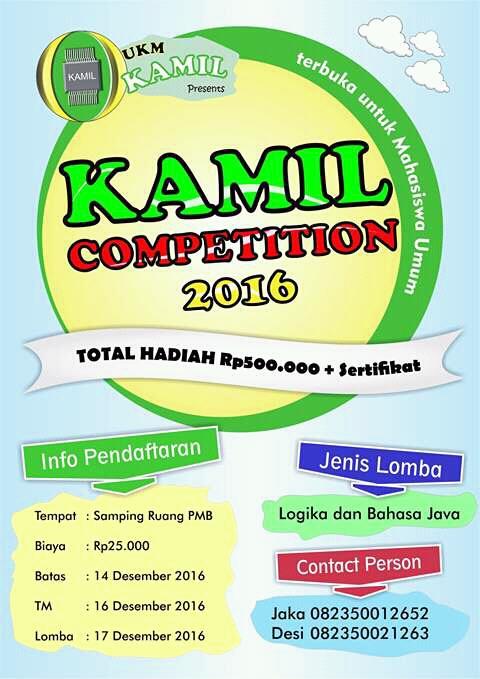 KAMIL
UKM
KAMIL
Presents
terbuka untuk Mahasiswa Umum
KAMIL
COMPETITION
2016
TOTAL HADIAH Rp500.000 + Sertifikat
Info Pendaftaran
Tempat : Samping Ruang PMB
Biaya : Rp25.000
Batas : 14 Desember 2016
TM : 16 Desember 2016
Lomba : 17 Desember 2016
Jenis Lomba
Logika dan Bahasa Java
Contact Person
Jaka 082350012652
Desi 082350021263